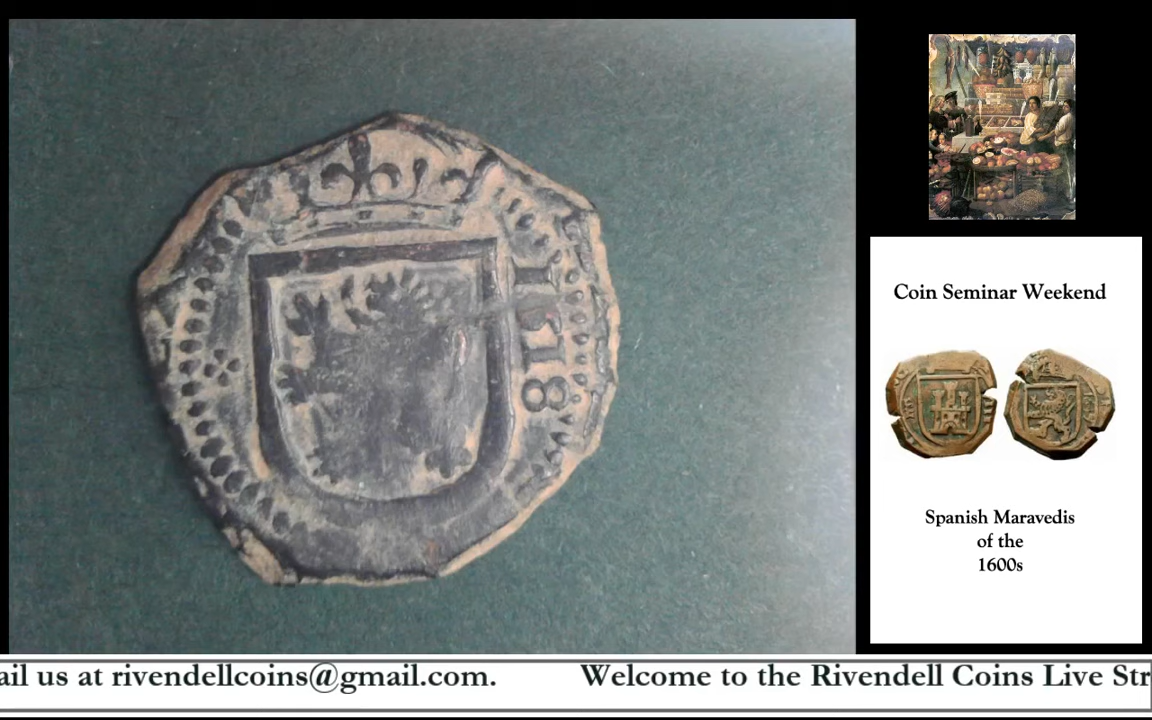 1618
Coin Seminar Weekend
Spanish Maravedis
of the
1600s
ail us at rivendellcoins@gmail.com. Welcome to the Rivendell Coins Live Str